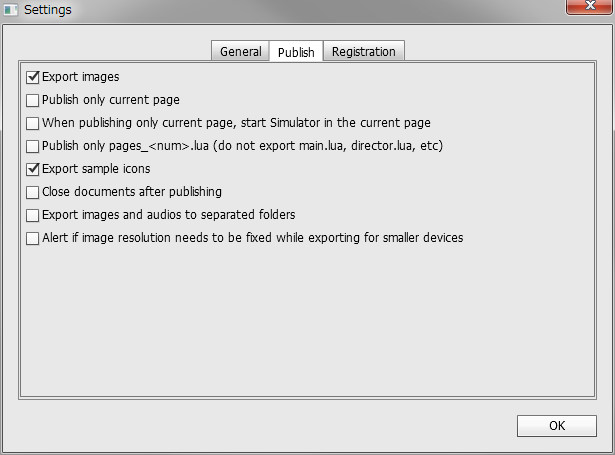 Settings
General Publish Registration
Export images
Publish only current page
When publishing only current page, start Simulator in the current page
Publish only pages_<num>.lua (do not export main.lua, director.lua, etc)
Export sample icons
Close documents after publishing
Export images and audios to separated folders
Alert if image resolution needs to be fixed while exporting for smaller devices
OK